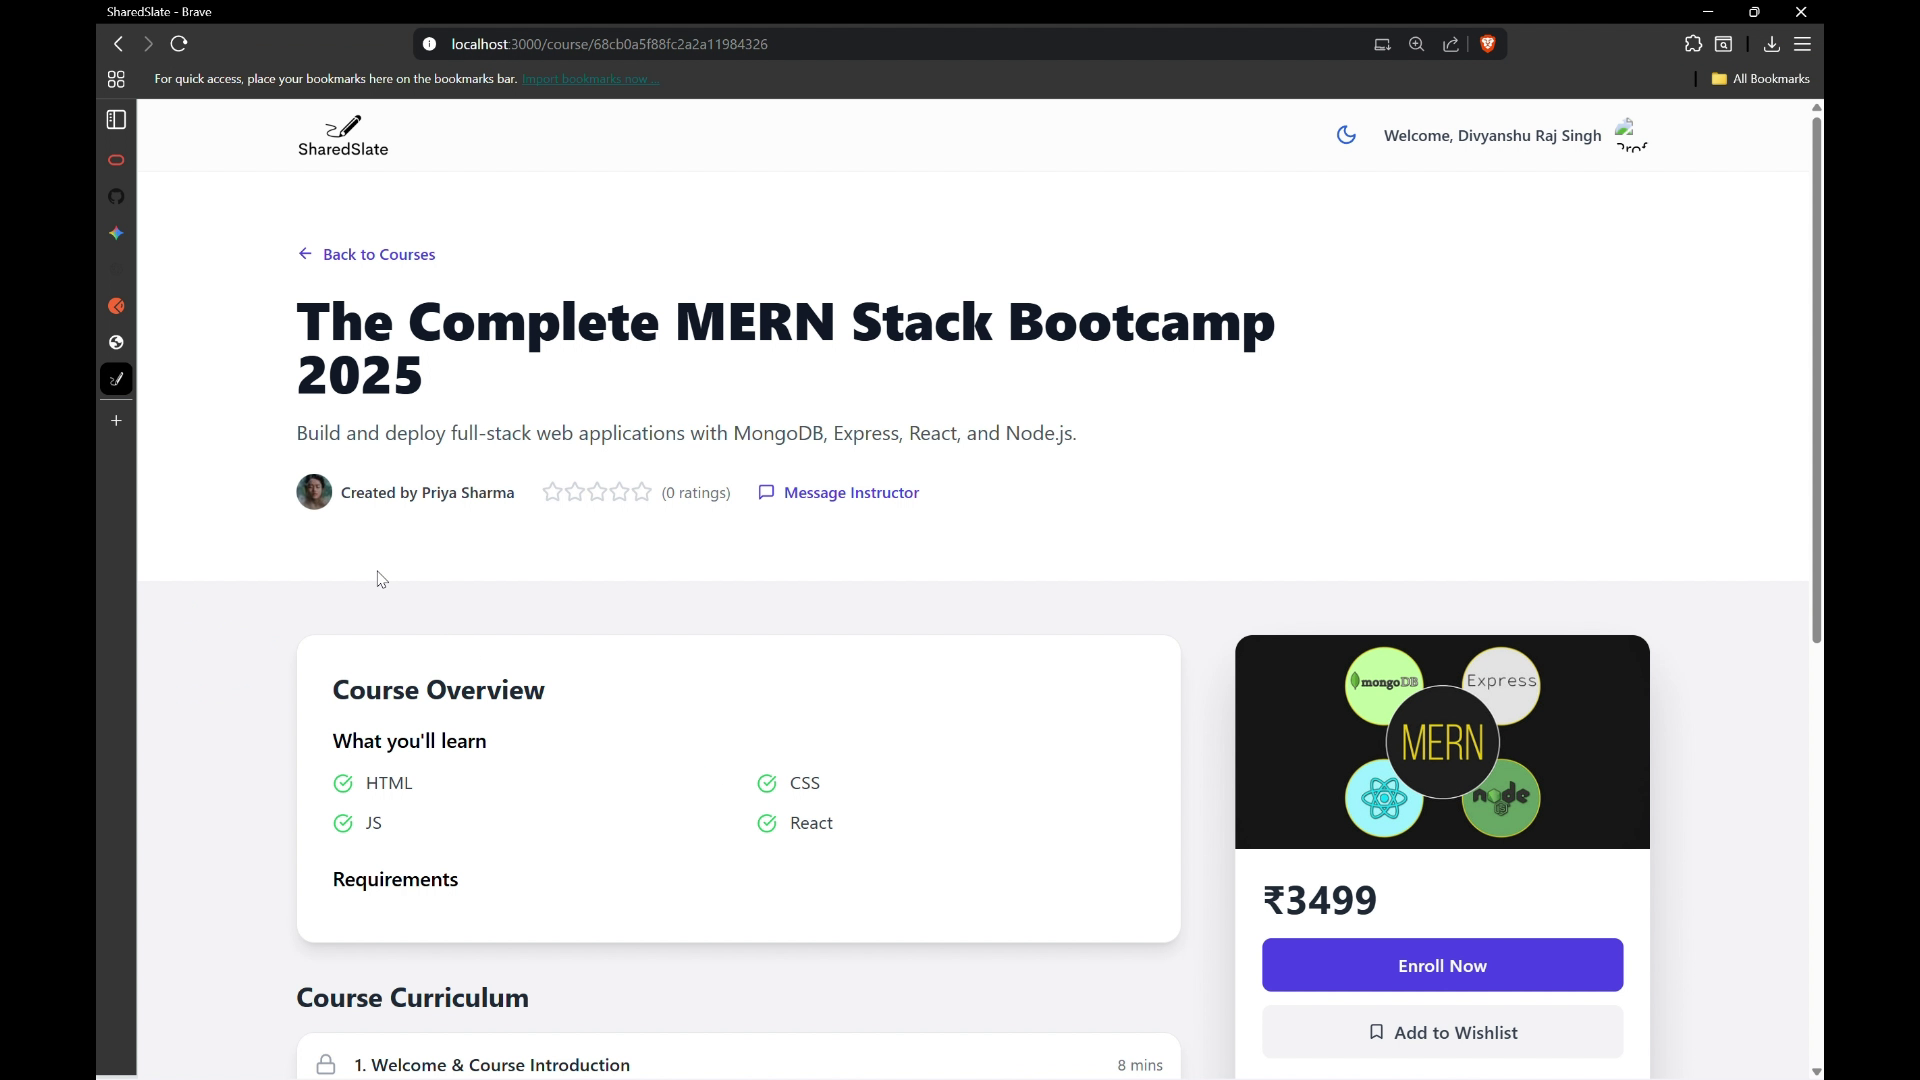 SharedSlate - Brave
localhost:3000/course/68cb0a5f88fc2a2a11984326
For quick access, place your bookmarks here on the bookmarks bar. Import bookmarks now ...
All Bookmarks
SharedSlate
Welcome, Divyanshu Raj Singh
Prof
Back to Courses
The Complete MERN Stack Bootcamp
2025
Build and deploy full-stack web applications with MongoDB, Express, React, and Node.js.
Created by Priya Sharma
(0 ratings)
Message Instructor
Course Overview
What you'll learn
HTML
CSS
JS
React
Requirements
mongoDB
Express
MERN
node
JS
₹3499
Enroll Now
Add to Wishlist
Course Curriculum
1. Welcome & Course Introduction
8 mins